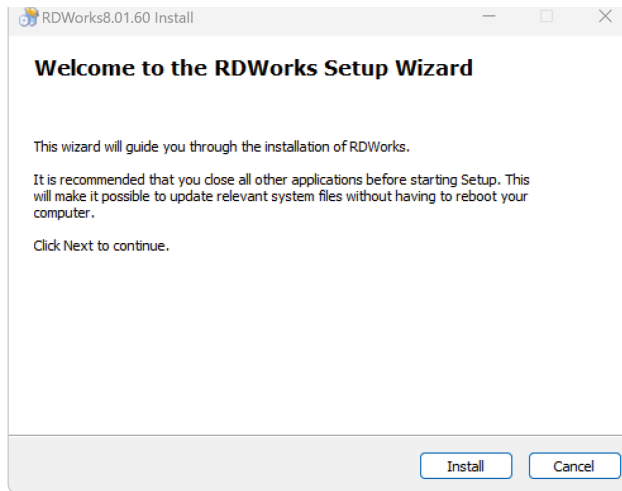 RDWorks8.01.60 Install
Welcome to the RDWorks Setup Wizard
This wizard will guide you through the installation of RDWorks.
It is recommended that you close all other applications before starting Setup. This
will make it possible to update relevant system files without having to reboot your
computer.
Click Next to continue.
Install
Cancel